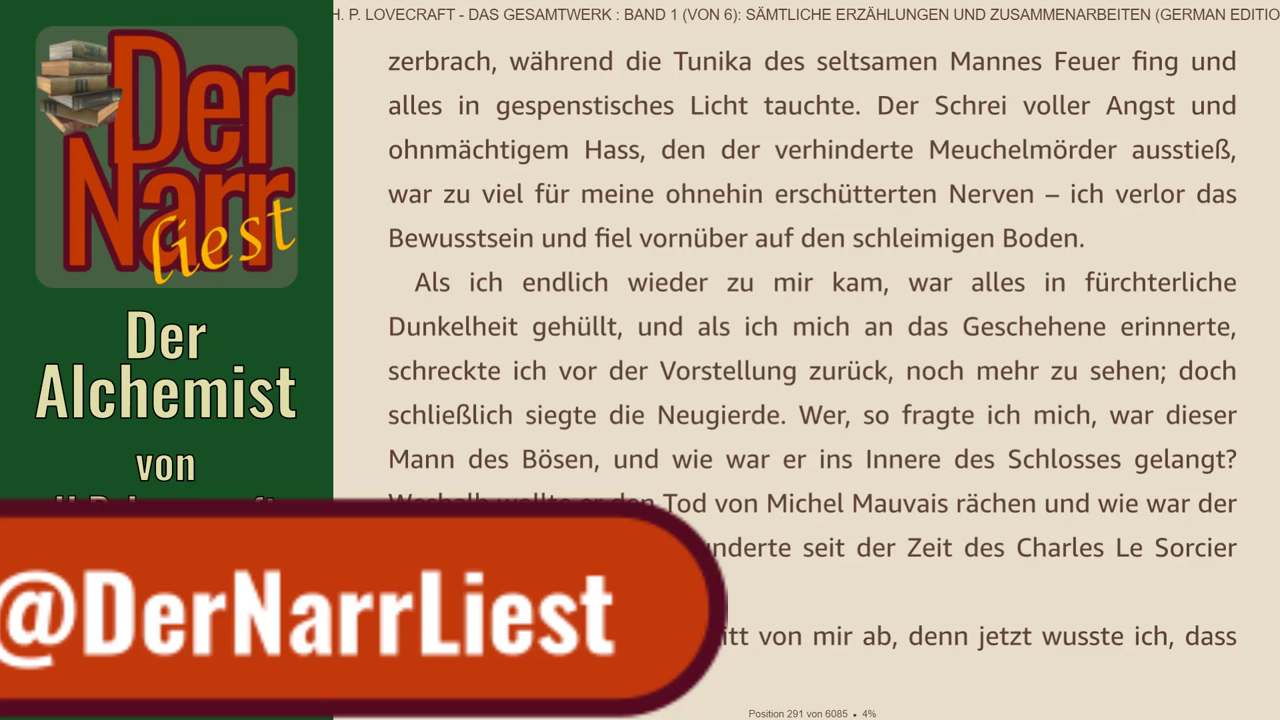 H. P. LOVECRAFT - DAS GESAMTWERK : BAND 1 (VON 6): SÄMTLICHE ERZÄHLUNGEN UND ZUSAMMENARBEITEN (GERMAN EDITIO
Der
Narr
liest
Der
Alchemist
von
zerbrach, während die Tunika des seltsamen Mannes Feuer fing und
alles in gespenstisches Licht tauchte. Der Schrei voller Angst und
ohnmächtigem Hass, den der verhinderte Meuchelmörder ausstieß,
war zu viel für meine ohnehin erschütterten Nerven – ich verlor das
Bewusstsein und fiel vornüber auf den schleimigen Boden.
Als ich endlich wieder zu mir kam, war alles in fürchterliche
Dunkelheit gehüllt, und als ich mich an das Geschehene erinnerte,
schreckte ich vor der Vorstellung zurück, noch mehr zu sehen; doch
schließlich siegte die Neugierde. Wer, so fragte ich mich, war dieser
Mann des Bösen, und wie war er ins Innere des Schlosses gelangt?
Weshalb wollte er den Tod von Michel Mauvais rächen und wie war der
nderte seit der Zeit des Charles Le Sorcier
itt von mir ab, denn jetzt wusste ich, dass
@DerNarrLiest
Position 291 von 6085 • 4%